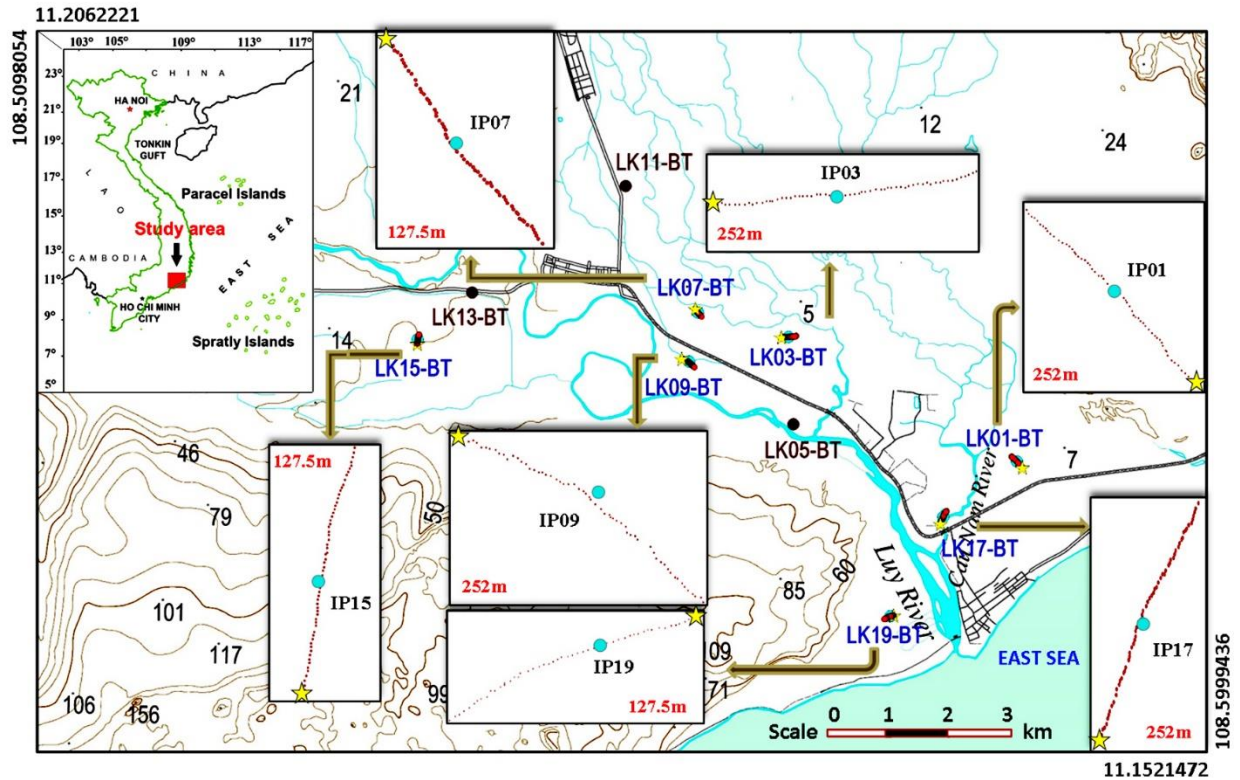 11.2062221
108.5098054
103° 105° 109° 113° 117°
CHINA
23°
HA NOI
21°
TONKIN
GUFT
19°
LAO
17°
Paracel Islands
15°
Study area
13°
CAMBODIA
EAST SEA
11°
HO CHI MINH
CITY
9°
7°
Spratly Islands
5°
21
IP07
127.5m
LK11-BT
12
24
IP03
252m
IP01
252m
LK07-BT
5
LK13-BT
14
LK15-BT
LK03-BT
LK09-BT
LK05-BT
LK01-BT
7
46
127.5m
IP15
79
50
IP09
252m
101
117
106
156
99
LK17-BT
Cau Nam River
Luy River
60
85
LK19-BT
IP19
127.5m
109
71
EAST SEA
IP17
252m
Scale 0 1 2 3 km
108.5999436
11.1521472